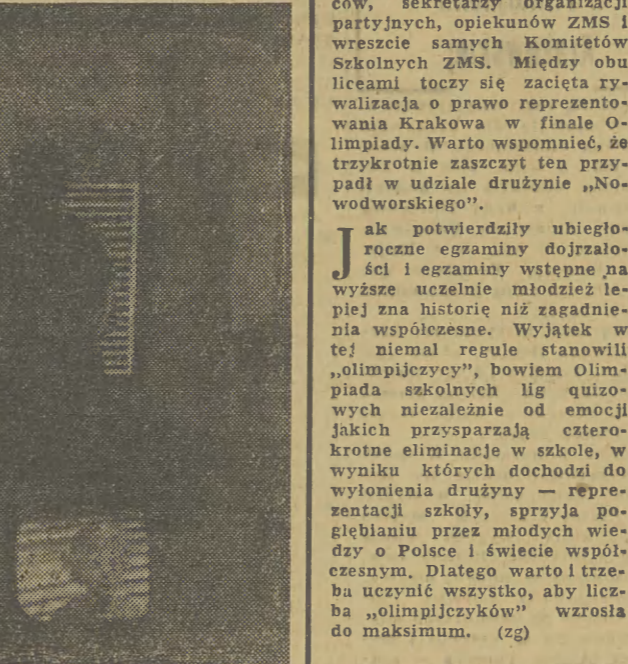 ców, sekretarzy organizacji
partyjnych, opiekunów ZMS i
wreszcie samych Komitetów
Szkolnych ZMS. Między obu
liceami toczy się zacięta ry-
walizacja o prawo reprezento-
wania Krakowa w finale O-
limpiady. Warto wspomnieć, że
trzykrotnie zaszczyt ten przy-
padł w udziale drużynie „No-
wodworskiego”.
Jak potwierdziły ubiegło-
roczne egzaminy dojrzało-
ści i egzaminy wstępne na
wyższe uczelnie młodzież le-
piej zna historię niż zagadnie-
nia współczesne. Wyjątek w
tej niemal regule stanowili
„olimpijczycy”, bowiem Olim-
piada szkolnych lig quizo-
wych niezależnie od emocji
jakich przysparzają cztero-
krotne eliminacje w szkole, w
wyniku których dochodzi do
wyłonienia drużyny — repre-
zentacji szkoły, sprzyja po-
głębianiu przez młodych wie-
dzy o Polsce i świecie współ-
czesnym. Dlatego warto i trze-
ba uczynić wszystko, aby licz-
ba „olimpijczyków” wzrosła
do maksimum. (zg)